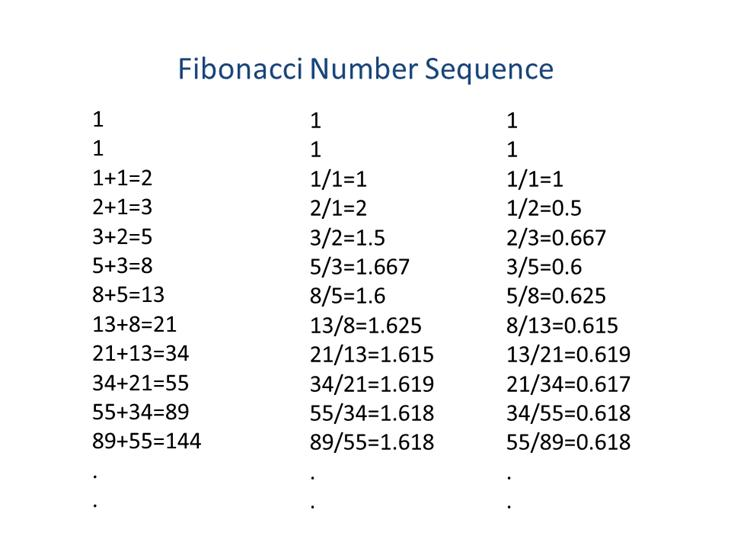 Fibonacci Number Sequence
1 1 1
1 1 1
1+1=2 1/1=1 1/1=1
2+1=3 2/1=2 1/2=0.5
3+2=5 3/2=1.5 2/3=0.667
5+3=8 5/3=1.667 3/5=0.6
8+5=13 8/5=1.6 5/8=0.625
13+8=21 13/8=1.625 8/13=0.615
21+13=34 21/13=1.615 13/21=0.619
34+21=55 34/21=1.619 21/34=0.617
55+34=89 55/34=1.618 34/55=0.618
89+55=144 89/55=1.618 55/89=0.618
. . .
. . .